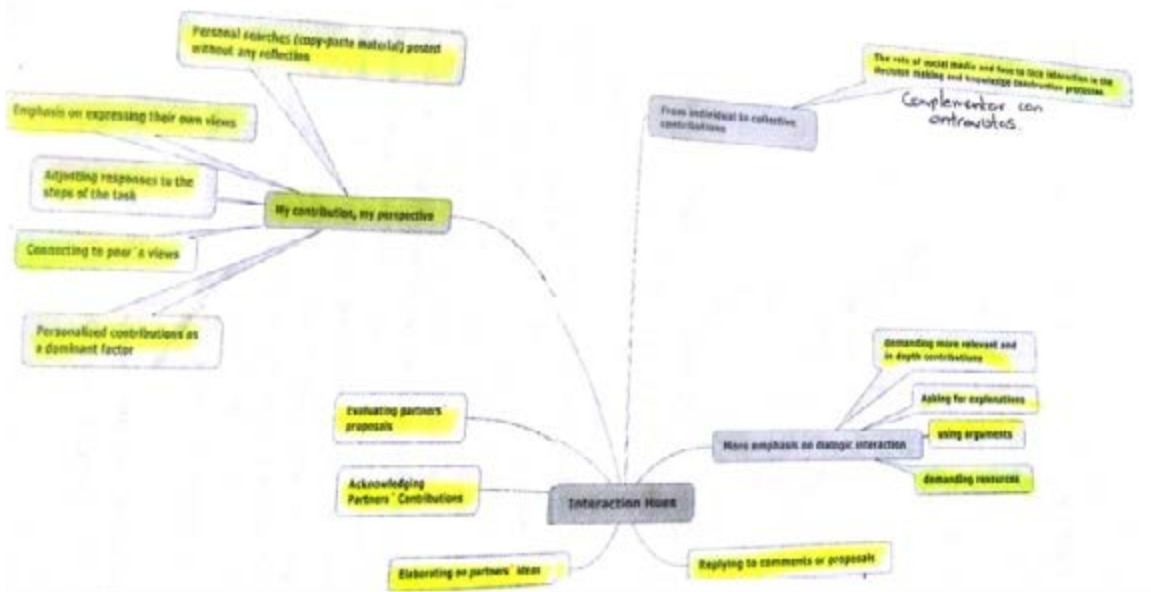 Personal searches (copy-paste material) posted
without any reflection
Emphasis on expressing their own views
Adjusting responses to the
steps of the task
My contribution, my perspective
Connecting to peer´s views
Personalized contributions as
a dominant factor
The role of social media and face to face interaction in the
decision making and knowledge construction processes
Complementar con
entrevistas.
From individual to collective
contributions
demanding more relevant and
in depth contributions
Asking for explanations
using arguments
More emphasis on dialogic interaction
demanding resources
Evaluating partners´
proposals
Acknowledging
Partners´ Contributions
Interaction Hues
Elaborating on partners´ ideas
Replying to comments or proposals